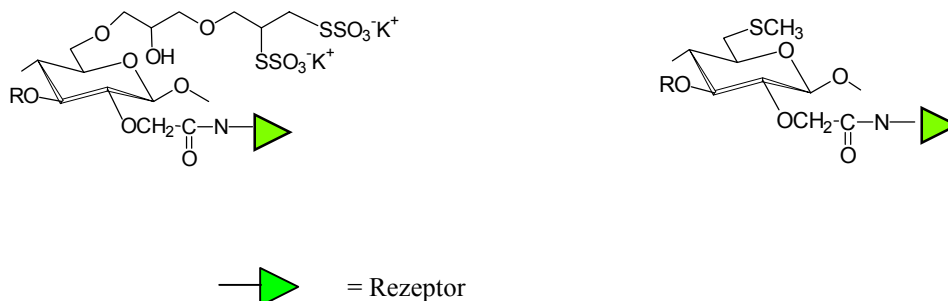 O
OH
O
SSO3-K+
SSO3-K+
O
O
RO
OCH2-C-N
O
SCH3
O
O
RO
OCH2-C-N
O
= Rezeptor